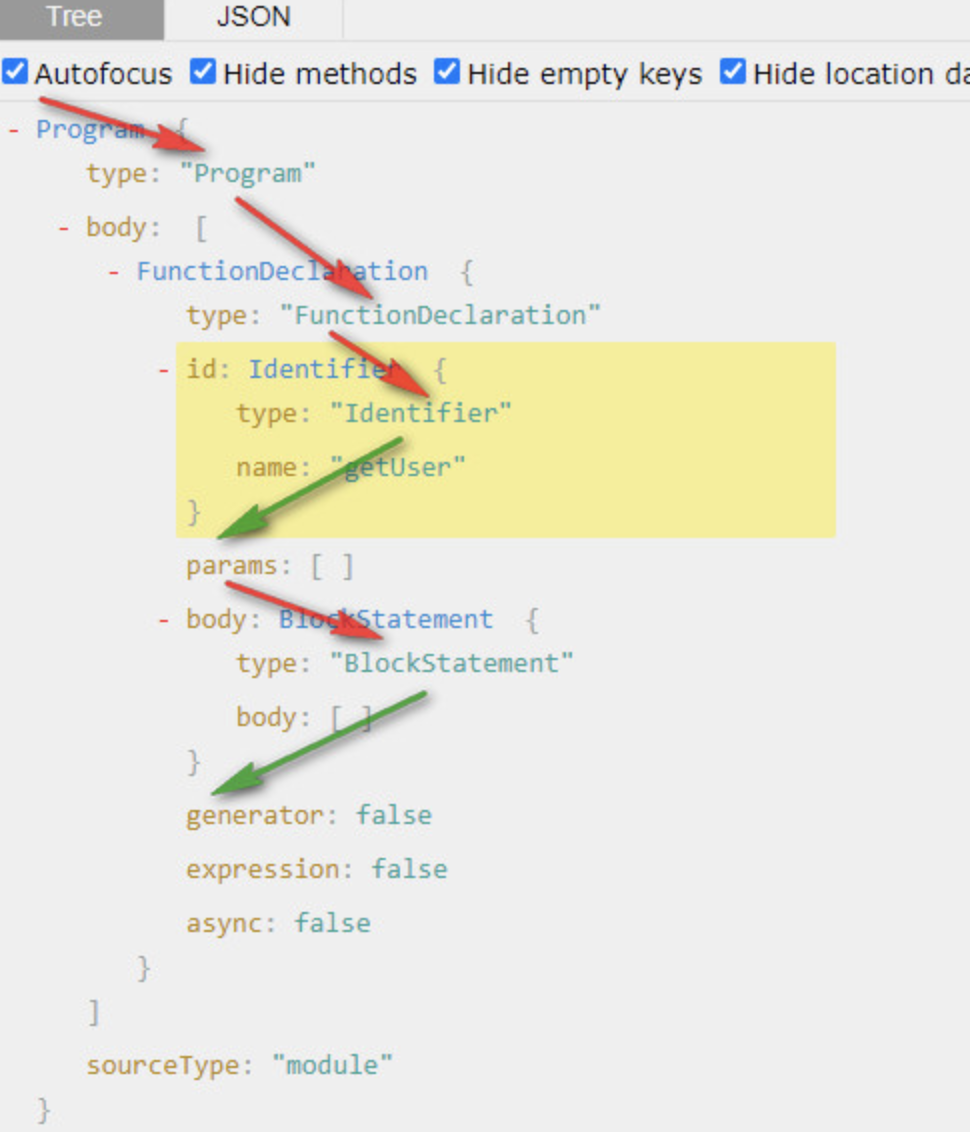 Tree JSON
Autofocus Hide methods Hide empty keys Hide location da
- Program {
type: "Program"
- body: [
- FunctionDeclaration {
type: "FunctionDeclaration"
- id: Identifier {
type: "Identifier"
name: "getUser"
}
params: [ ]
- body: BlockStatement {
type: "BlockStatement"
body: [ ]
}
generator: false
expression: false
async: false
}
]
sourceType: "module"
}